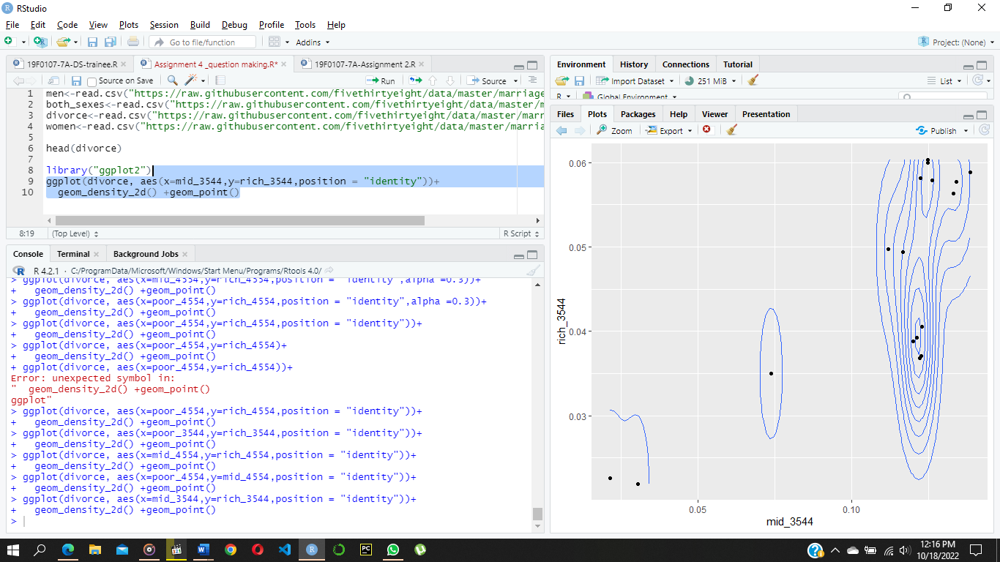 RStudio
File Edit Code View Plots Session Build Debug Profile Tools Help
Go to file/function Addins Project: (None)
19F0107-7A-DS-trainee.R Assignment 4 _question making.R* 19F0107-7A-Assignment 2.R
Source on Save Run Source
1 men<-read.csv("https://raw.githubusercontent.com/fivethirtyeight/data/master/marriage
2 both_sexes<-read.csv("https://raw.githubusercontent.com/fivethirtyeight/data/master/m
3 divorce<-read.csv("https://raw.githubusercontent.com/fivethirtyeight/data/master/marr
4 women<-read.csv("https://raw.githubusercontent.com/fivethirtyeight/data/master/marria
5
6 head(divorce)
7
8 library("ggplot2")
9 ggplot(divorce, aes(x=mid_3544,y=rich_3544,position = "identity"))+
10 geom_density_2d() +geom_point()
8:19 (Top Level) R Script
Console Terminal Background Jobs
R 4.2.1 · C:/ProgramData/Microsoft/Windows/Start Menu/Programs/Rtools 4.0/
> ggplot(divorce, aes(x=mid_4554,y=rich_4554,position = "identity",alpha =0.3))+
+ geom_density_2d() +geom_point()
> ggplot(divorce, aes(x=poor_4554,y=rich_4554,position = "identity",alpha =0.3))+
+ geom_density_2d() +geom_point()
> ggplot(divorce, aes(x=poor_4554,y=rich_4554,position = "identity"))+
+ geom_density_2d() +geom_point()
> ggplot(divorce, aes(x=poor_4554,y=rich_4554)+
+ geom_density_2d() +geom_point()
+ ggplot(divorce, aes(x=poor_4554,y=rich_4554))+
Error: unexpected symbol in:
" geom_density_2d() +geom_point()
ggplot"
> ggplot(divorce, aes(x=poor_4554,y=rich_4554,position = "identity"))+
+ geom_density_2d() +geom_point()
> ggplot(divorce, aes(x=poor_3544,y=rich_3544,position = "identity"))+
+ geom_density_2d() +geom_point()
> ggplot(divorce, aes(x=mid_4554,y=rich_4554,position = "identity"))+
+ geom_density_2d() +geom_point()
> ggplot(divorce, aes(x=poor_4554,y=mid_4554,position = "identity"))+
+ geom_density_2d() +geom_point()
> ggplot(divorce, aes(x=mid_3544,y=rich_3544,position = "identity"))+
+ geom_density_2d() +geom_point()
>
Environment History Connections Tutorial
Import Dataset 251 MiB List
R Global Environment
Files Plots Packages Help Viewer Presentation
Zoom Export Publish
0.06
0.05
0.04
0.03
rich_3544
0.05 0.10
mid_3544
12:16 PM
10/18/2022